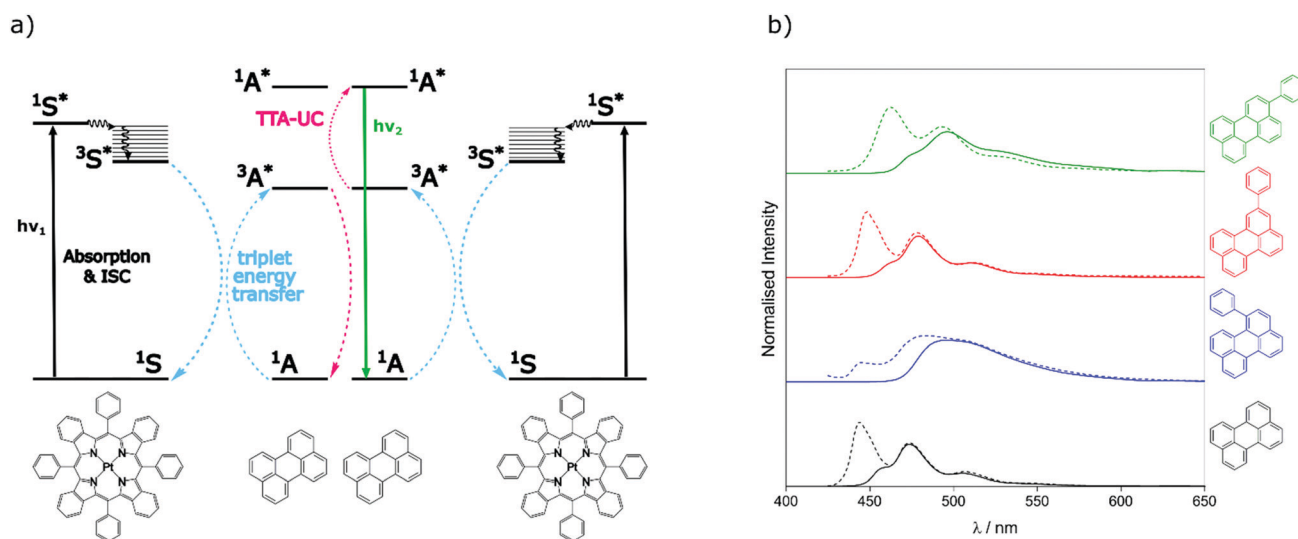 a)
¹A*
¹A*
¹S*
TTA-UC
hν₂
¹S*
³S*
³S*
³A*
³A*
hν₁
Absorption
& ISC
triplet
energy
transfer
¹S
¹A
¹A
¹S
N
N
Pt
N
N
N
N
Pt
N
N
b)
Normalised Intensity
400
450
500
550
600
650
λ / nm